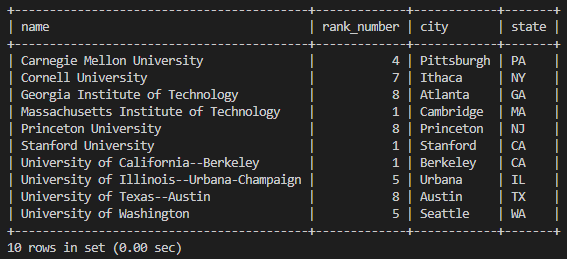 +---------------------------------------+-------------+------------+-------+
| name                                  | rank_number | city       | state |
+---------------------------------------+-------------+------------+-------+
| Carnegie Mellon University            |           4 | Pittsburgh | PA    |
| Cornell University                    |           7 | Ithaca     | NY    |
| Georgia Institute of Technology       |           8 | Atlanta    | GA    |
| Massachusetts Institute of Technology |           1 | Cambridge  | MA    |
| Princeton University                  |           8 | Princeton  | NJ    |
| Stanford University                   |           1 | Stanford   | CA    |
| University of California--Berkeley    |           1 | Berkeley   | CA    |
| University of Illinois--Urbana-Champaign |           5 | Urbana     | IL    |
| University of Texas--Austin           |           8 | Austin     | TX    |
| University of Washington              |           5 | Seattle    | WA    |
+---------------------------------------+-------------+------------+-------+
10 rows in set (0.00 sec)